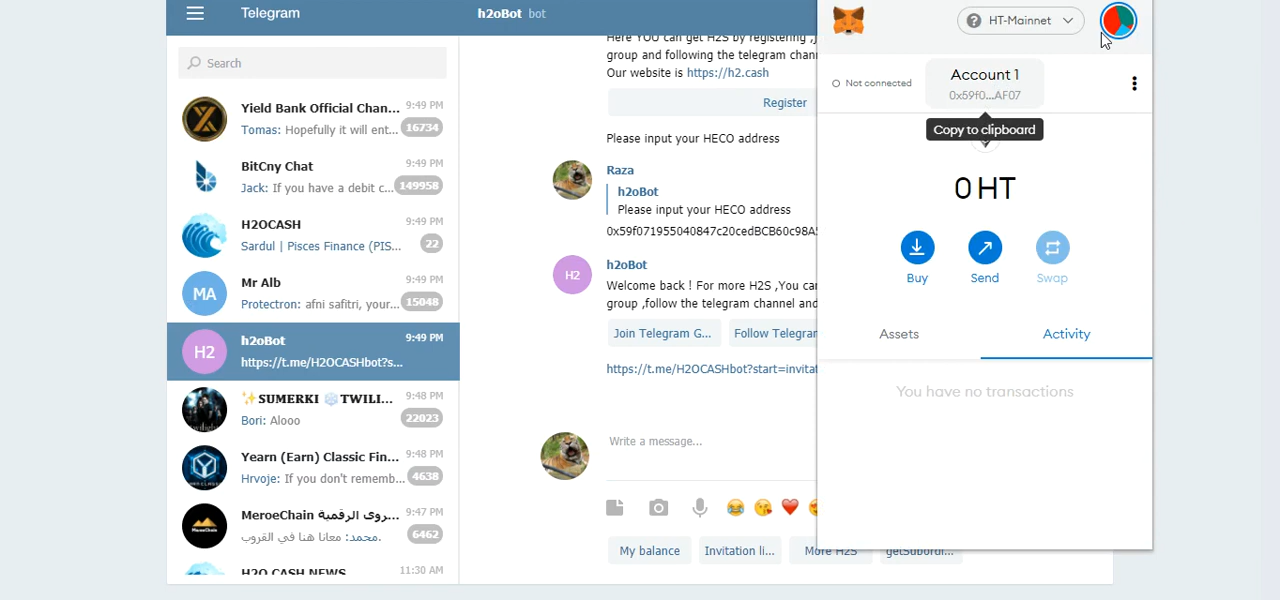 Telegram
Search
Yield Bank Official Chan... 9:49 PM
Tomas: Hopefully it will ent... 16734
BitCny Chat 9:49 PM
Jack: If you have a debit c... 149958
H2OCASH 9:49 PM
Sardul | Pisces Finance (PIS... 22
MA
Mr Alb 9:49 PM
Protectron: afni safitri, your... 15048
H2
h2oBot 9:49 PM
https://t.me/H2OCASHbot?s...
✨SUMERKI ❄️TWILI... 9:48 PM
Bori: Alooo 22023
Yearn (Earn) Classic Fin... 9:48 PM
Hrvoje: If you don't rememb... 4638
MeroeChain ...روى الرقمية 9:47 PM
محمد: معانا هنا في القروب. 6462
H2O CASH NEWS 11:30 AM
h2oBot bot
Here YOU can get H2S by registering ,j
group and following the telegram channel
Our website is https://h2.cash
Register
Please input your HECO address
Raza
h2oBot
Please input your HECO address
0x59f071955040847c20cedBCB60c98A
H2
h2oBot
Welcome back ! For more H2S ,You ca
group ,follow the telegram channel and
Join Telegram G... Follow Telegra
https://t.me/H2OCASHbot?start=invita
Write a message...
My balance Invitation li... More H2S getSubordi...
HT-Mainnet
Not connected
Account 1
0x59f0...AF07
Copy to clipboard
0 HT
Buy Send Swap
Assets Activity
You have no transactions